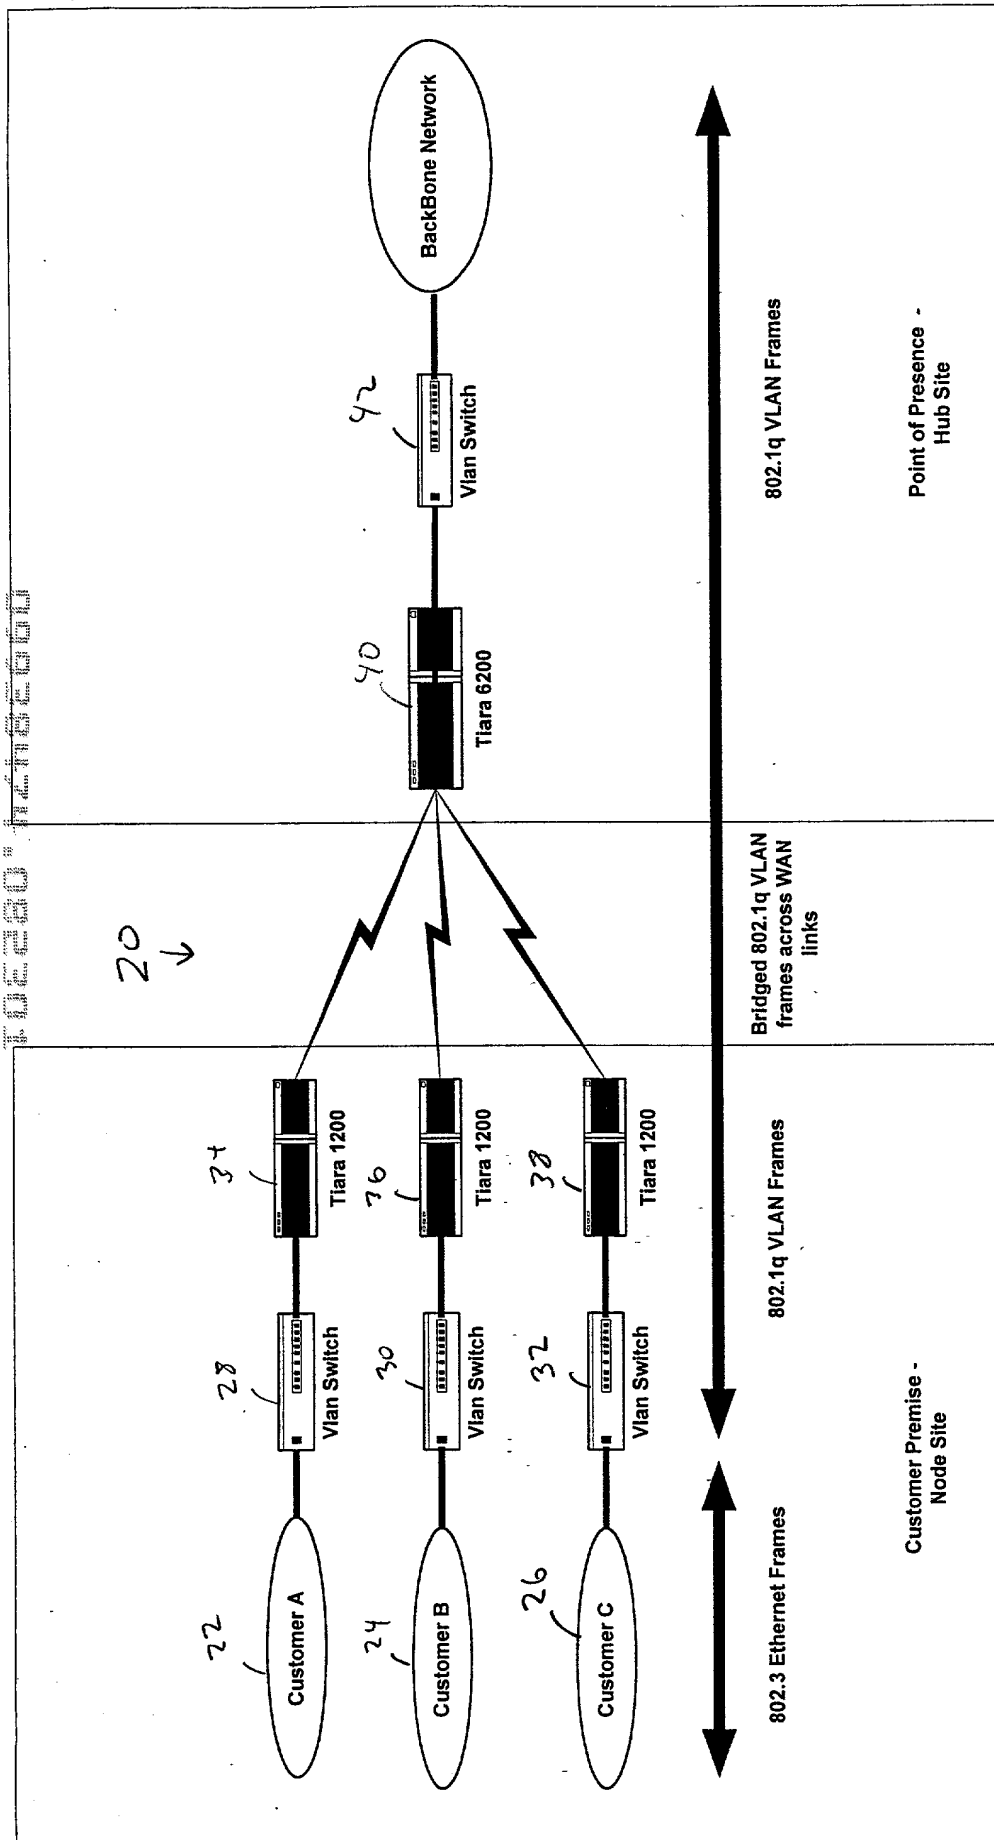 20
22
Customer A
28
Vlan Switch
34
Tiara 1200
24
Customer B
30
Vlan Switch
36
Tiara 1200
26
Customer C
32
Vlan Switch
38
Tiara 1200
40
Tiara 6200
42
Vlan Switch
BackBone Network
802.3 Ethernet Frames
802.1q VLAN Frames
Bridged 802.1q VLAN
frames across WAN
links
802.1q VLAN Frames
Customer Premise -
Node Site
Point of Presence -
Hub Site